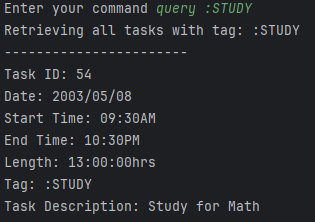 Enter your command query :STUDY
Retrieving all tasks with tag: :STUDY
-----------------------
Task ID: 54
Date: 2003/05/08
Start Time: 09:30AM
End Time: 10:30PM
Length: 13:00:00hrs
Tag: :STUDY
Task Description: Study for Math